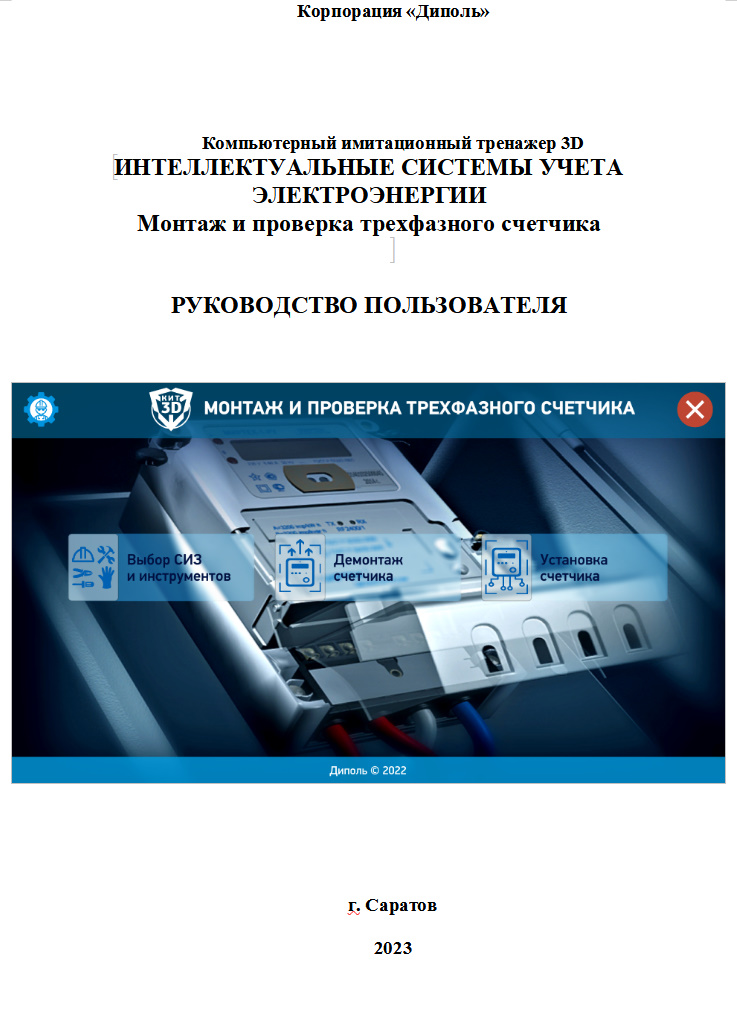 Корпорация «Диполь»
Компьютерный имитационный тренажер 3D
ИНТЕЛЛЕКТУАЛЬНЫЕ СИСТЕМЫ УЧЕТА
ЭЛЕКТРОЭНЕРГИИ
Монтаж и проверка трехфазного счетчика
РУКОВОДСТВО ПОЛЬЗОВАТЕЛЯ
КИТ
3D
МОНТАЖ И ПРОВЕРКА ТРЕХФАЗНОГО СЧЕТЧИКА
Выбор СИЗ
и инструментов
Демонтаж
счетчика
Установка
счетчика
Диполь © 2022
г. Саратов
2023